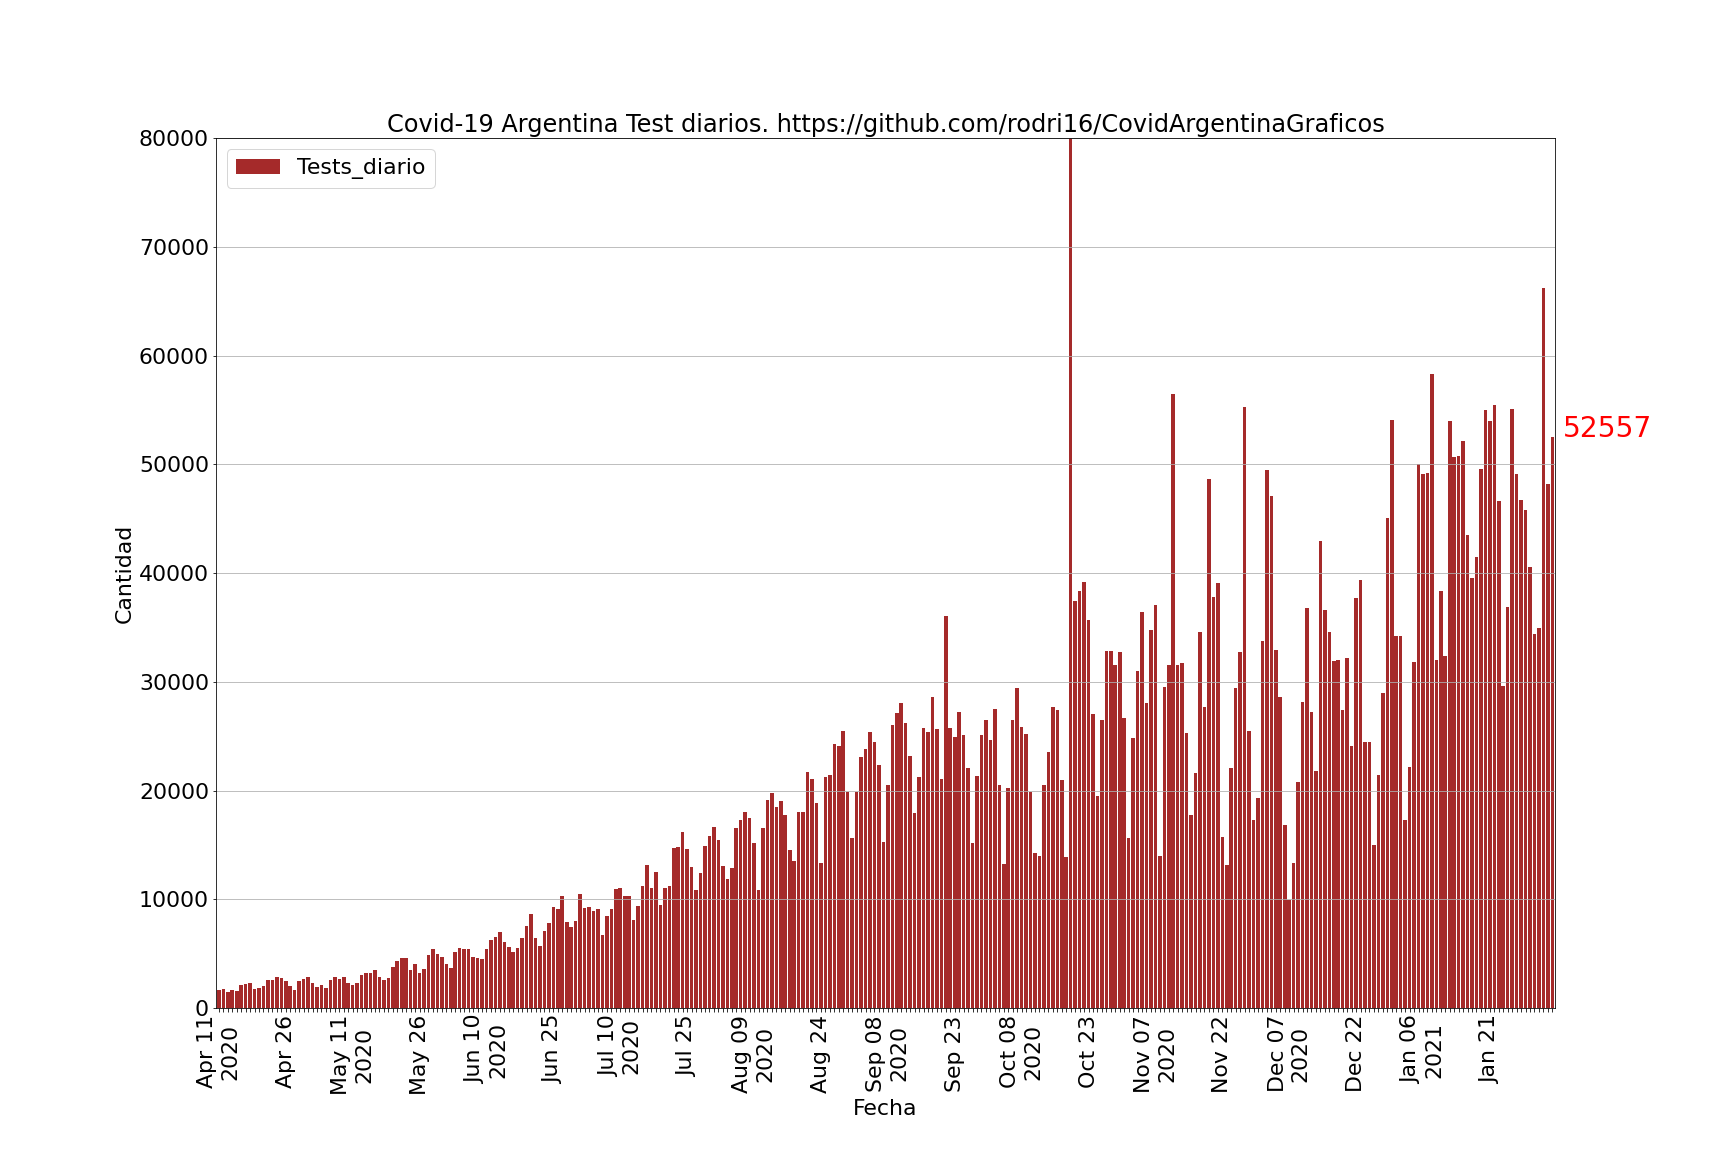 Covid-19 Argentina Test diarios. https://github.com/rodri16/CovidArgentinaGraficos
Tests_diario
80000
70000
60000
50000
40000
30000
20000
10000
0
Cantidad
52557
Apr 11
2020
Apr 26
May 11
2020
May 26
Jun 10
2020
Jun 25
Jul 10
2020
Jul 25
Aug 09
2020
Aug 24
Sep 08
2020
Sep 23
Oct 08
2020
Oct 23
Nov 07
2020
Nov 22
Dec 07
2020
Dec 22
Jan 06
2021
Jan 21
Fecha